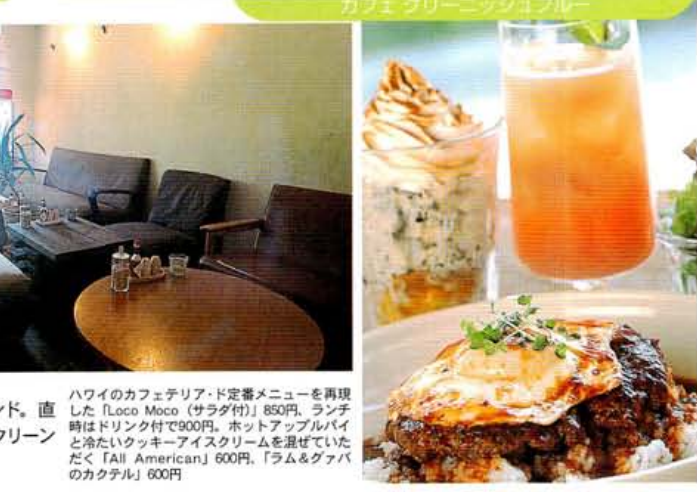 カフェ グリーニッシュブルー
ンド。直
クリーン
ハワイのカフェテリア・ド定番メニューを再現
した「Loco Moco（サラダ付）」850円、ランチ
時はドリンク付で900円。ホットアップルパイ
と冷たいクッキーアイスクリームを混ぜていた
だく「All American」600円、「ラム＆グァバ
のカクテル」600円